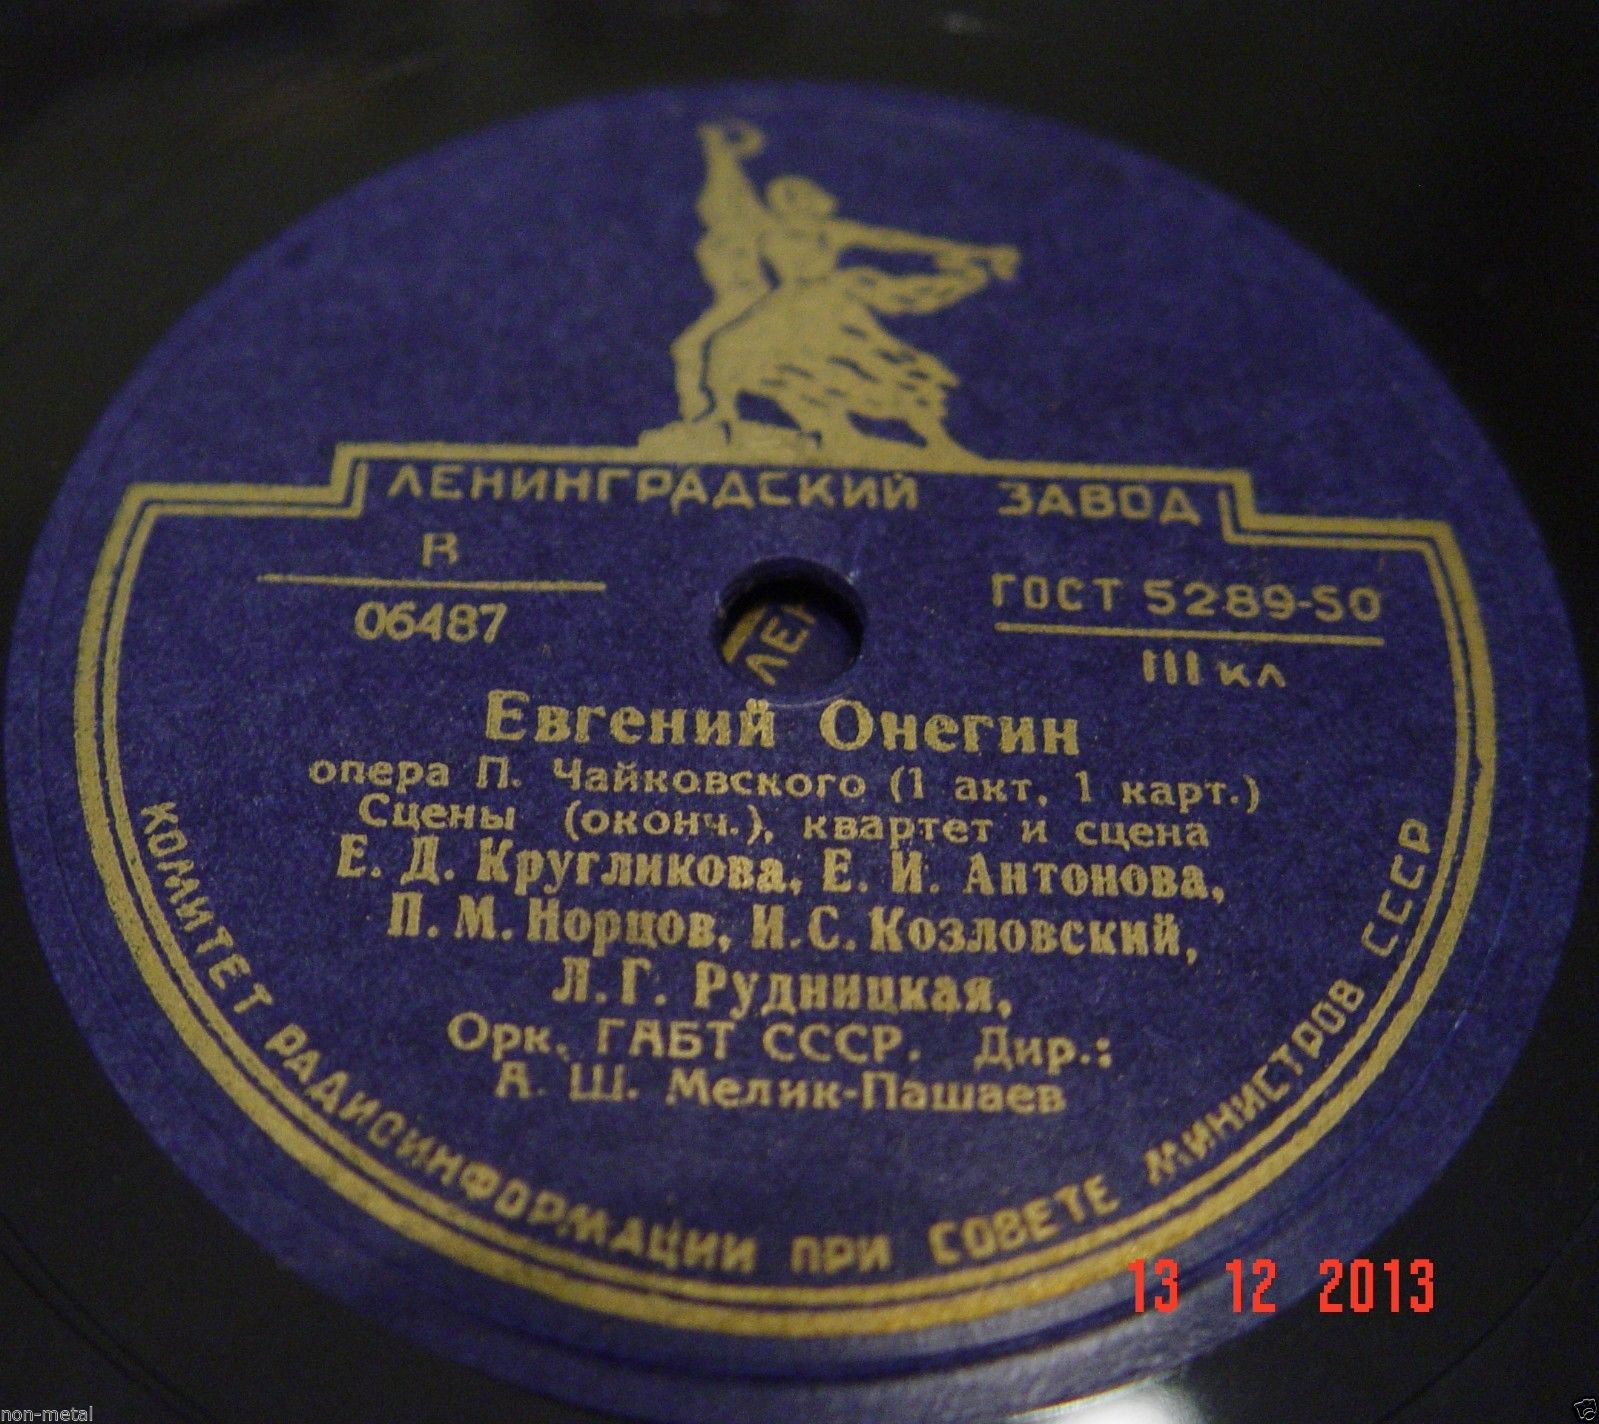 ЛЕНИНГРАДСКИЙ ЗАВОД
В
06487
ГОСТ 5289-50
III кл
ЛЕН
Евгений Онегин
опера П. Чайковского (1 акт, 1 карт.)
Сцены (оконч.), квартет и сцена
Е. Д. Кругликова, Е. И. Антонова,
П. М. Норцов, И. С. Козловский,
Л. Г. Рудницкая,
Орк. ГАБТ СССР. Дир.:
А. Ш. Мелик-Пашаев
КОМИТЕТ РАДИОИНФОРМАЦИИ ПРИ СОВЕТЕ МИНИСТРОВ СССР
13 12 2013
non-metal